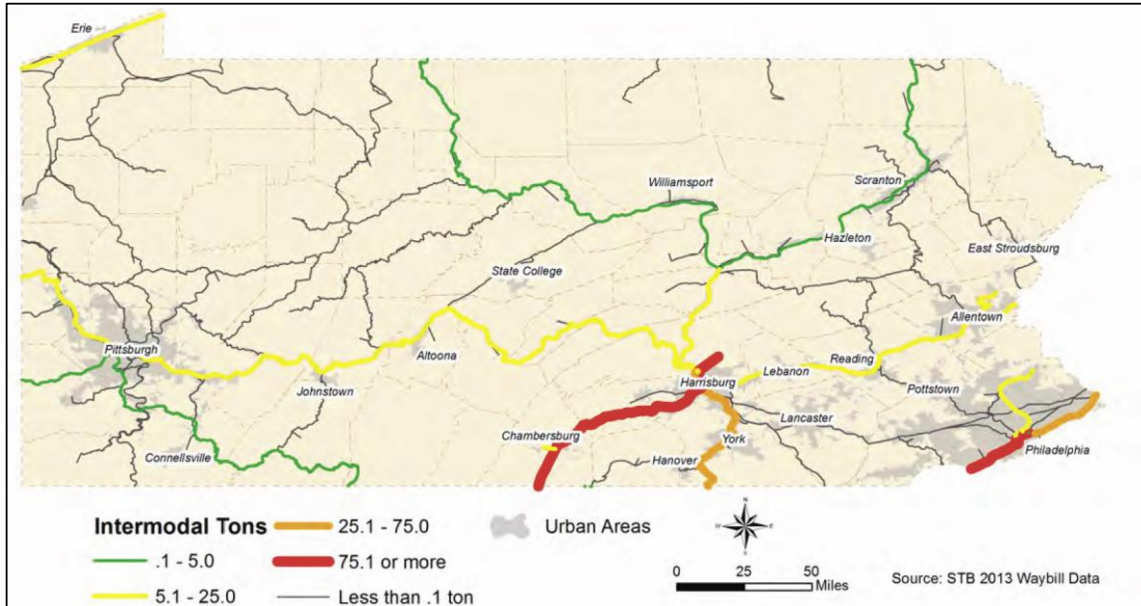 Erie
Williamsport
Scranton
Hazleton
East Stroudsburg
State College
Allentown
Pittsburgh
Altoona
Reading
Lebanon
Harrisburg
Johnstown
Pottstown
Lancaster
Chambersburg
York
Philadelphia
Connellsville
Hanover
Intermodal Tons
25.1 - 75.0
Urban Areas
N
W E
S
.1 - 5.0
75.1 or more
0 25 50
Miles
5.1 - 25.0
Less than .1 ton
Source: STB 2013 Waybill Data